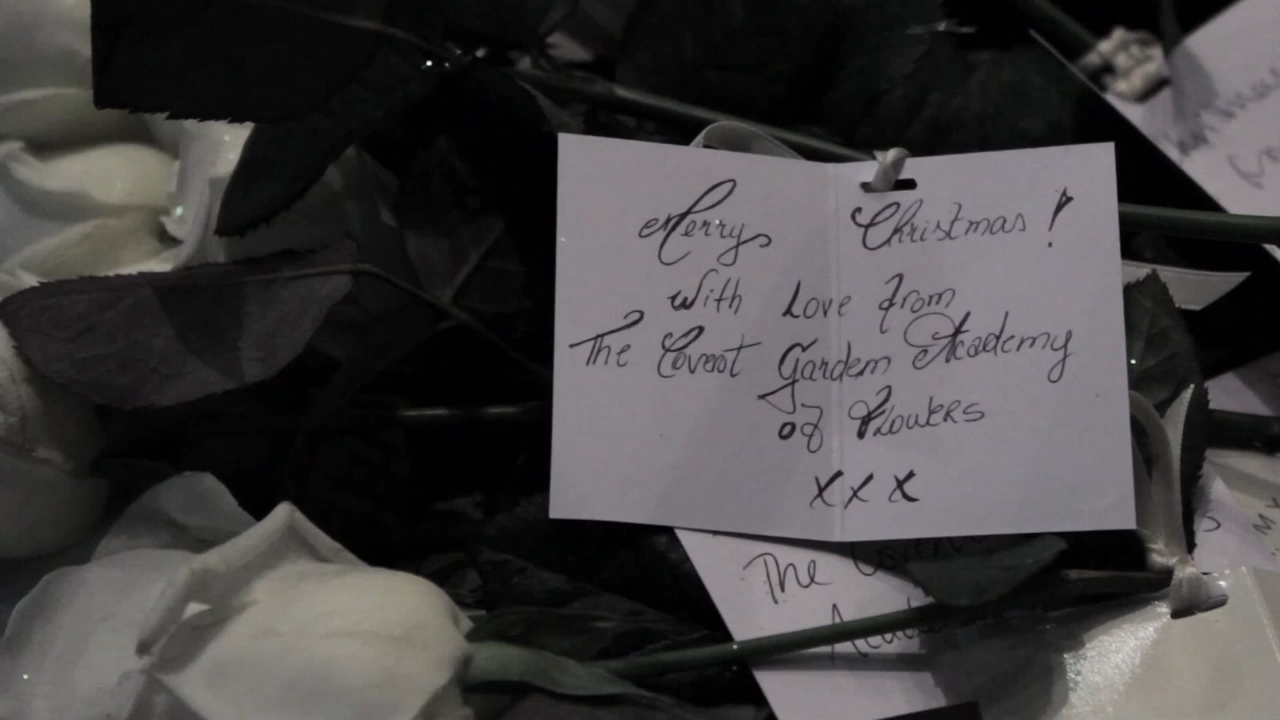 Merry Christmas!
With Love from
The Covent Garden Academy
of Flowers
xxx
The